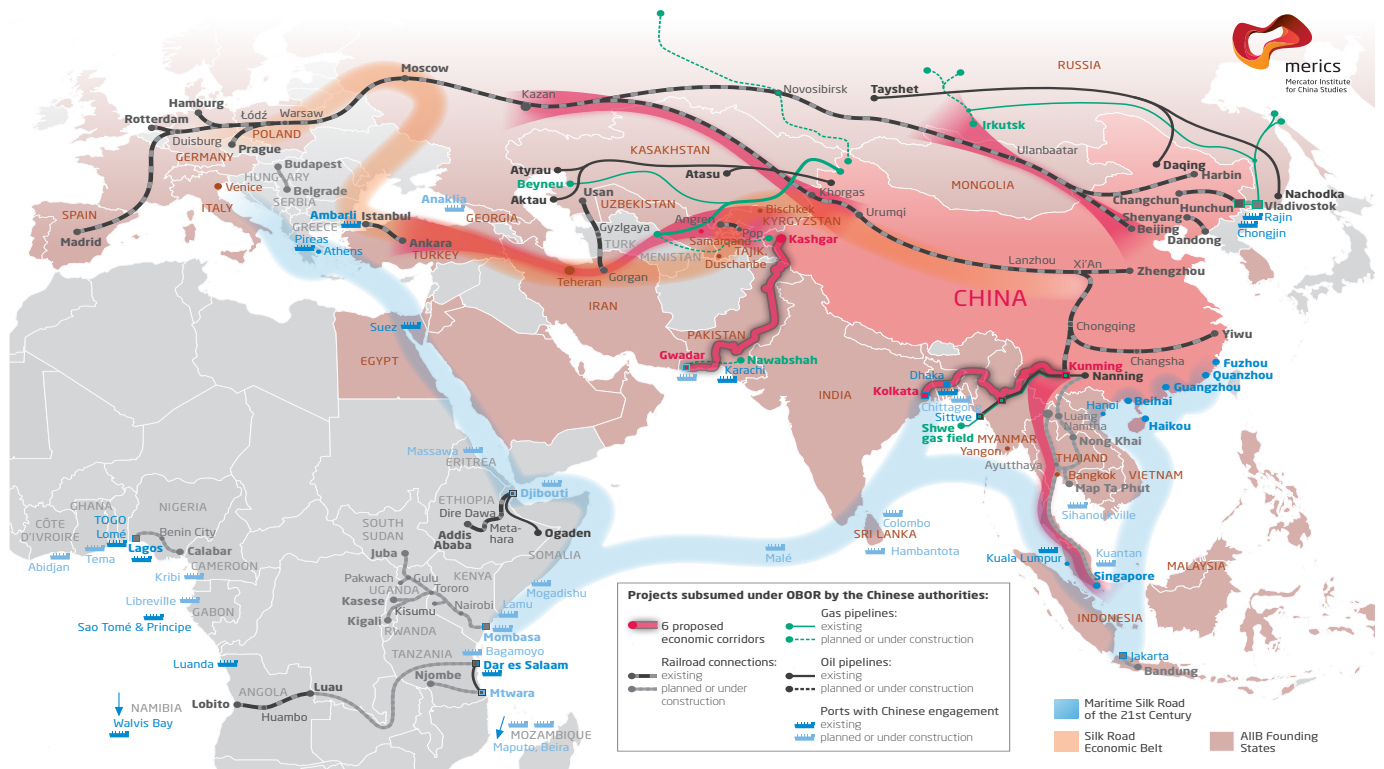 merics
Mercator Institute
for China Studies
RUSSIA
Moscow
Kazan
Novosibirsk
Tayshet
Hamburg
Rotterdam
Łódź
Warsaw
Duisburg
POLAND
Prague
GERMANY
Irkutsk
Ulanbaatar
Budapest
HUNGARY
Belgrade
SERBIA
Venice
ITALY
SPAIN
Madrid
KASAKHSTAN
Atyrau
Beyneu
Aktau
Usan
Atasu
Khorgas
MONGOLIA
Daqing
Harbin
Changchun
Hunchun
Shenyang
Beijing
Dandong
Nachodka
Vladivostok
Rajin
Chongjin
Anaklia
GEORGIA
UZBEKISTAN
Ambarli
Istanbul
GREECE
Pireas
Athens
Ankara
TURKEY
Gyzlgaya
TURK
MENISTAN
Angren
Bischkek
KYRGYZSTAN
Pop
Samarqand
TAJIK.
Duschanbe
Kashgar
Urumqi
Lanzhou
Xi'An
Zhengzhou
Teheran
Gorgan
IRAN
CHINA
Suez
EGYPT
PAKISTAN
Gwadar
Nawabshah
Karachi
Chongqing
Yiwu
Changsha
Fuzhou
Quanzhou
Guangzhou
Kunming
Nanning
Beihai
Hanoi
Haikou
INDIA
Dhaka
Kolkata
Chittagon
Sittwe
Shwe
gas field
MYANMAR
Yangon
Luang
Namtha
Nong Khai
THAILAND
Ayutthaya
Bangkok
VIETNAM
Map Ta Phut
Sihanoukville
Massawa
ERITREA
Djibouti
ETHIOPIA
Dire Dawa
Addis
Ababa
Meta-
hara
Ogaden
SOMALIA
Colombo
SRI LANKA
Hambantota
Malé
Kuala Lumpur
Kuantan
MALAYSIA
Singapore
INDONESIA
Jakarta
Bandung
GHANA
NIGERIA
CÔTE
D'IVOIRE
TOGO
Lomé
Lagos
Benin City
Calabar
CAMEROON
Abidjan
Tema
Kribi
Libreville
GABON
Sao Tomé & Principe
SOUTH
SUDAN
Juba
Pakwach
Gulu
KENYA
UGANDA
Tororo
Kasese
Kisumu
Nairobi
Kigali
RWANDA
Mogadishu
Lamu
Mombasa
Bagamoyo
TANZANIA
Dar es Salaam
Njombe
Mtwara
Luanda
ANGOLA
Luau
Lobito
Huambo
NAMIBIA
Walvis Bay
MOZAMBIQUE
Maputo, Beira
Projects subsumed under OBOR by the Chinese authorities:
6 proposed
economic corridors
Railroad connections:
existing
planned or under
construction
Gas pipelines:
existing
planned or under construction
Oil pipelines:
existing
planned or under construction
Ports with Chinese engagement
existing
planned or under construction
Maritime Silk Road
of the 21st Century
Silk Road
Economic Belt
AIIB Founding
States